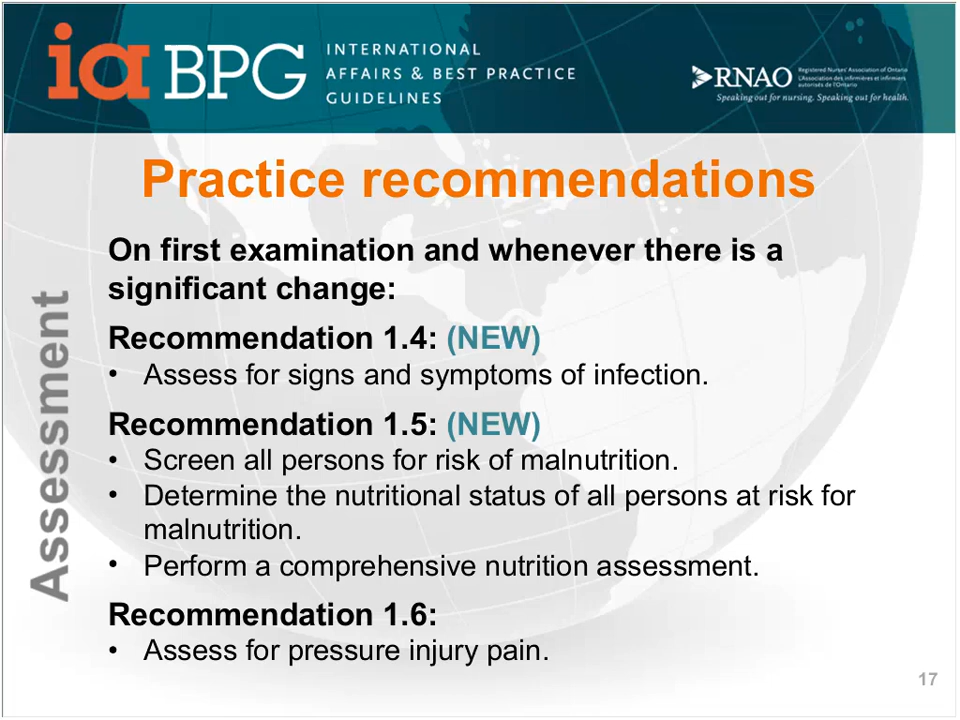 ia BPG
INTERNATIONAL
AFFAIRS & BEST PRACTICE
GUIDELINES
RNAO
Registered Nurses' Association of Ontario
L'Association des infirmières et infirmiers
autorisés de l'Ontario
Speaking out for nursing. Speaking out for health.
Practice recommendations
Assessment
On first examination and whenever there is a
significant change:
Recommendation 1.4: (NEW)
• Assess for signs and symptoms of infection.
Recommendation 1.5: (NEW)
• Screen all persons for risk of malnutrition.
• Determine the nutritional status of all persons at risk for
malnutrition.
• Perform a comprehensive nutrition assessment.
Recommendation 1.6:
• Assess for pressure injury pain.
17